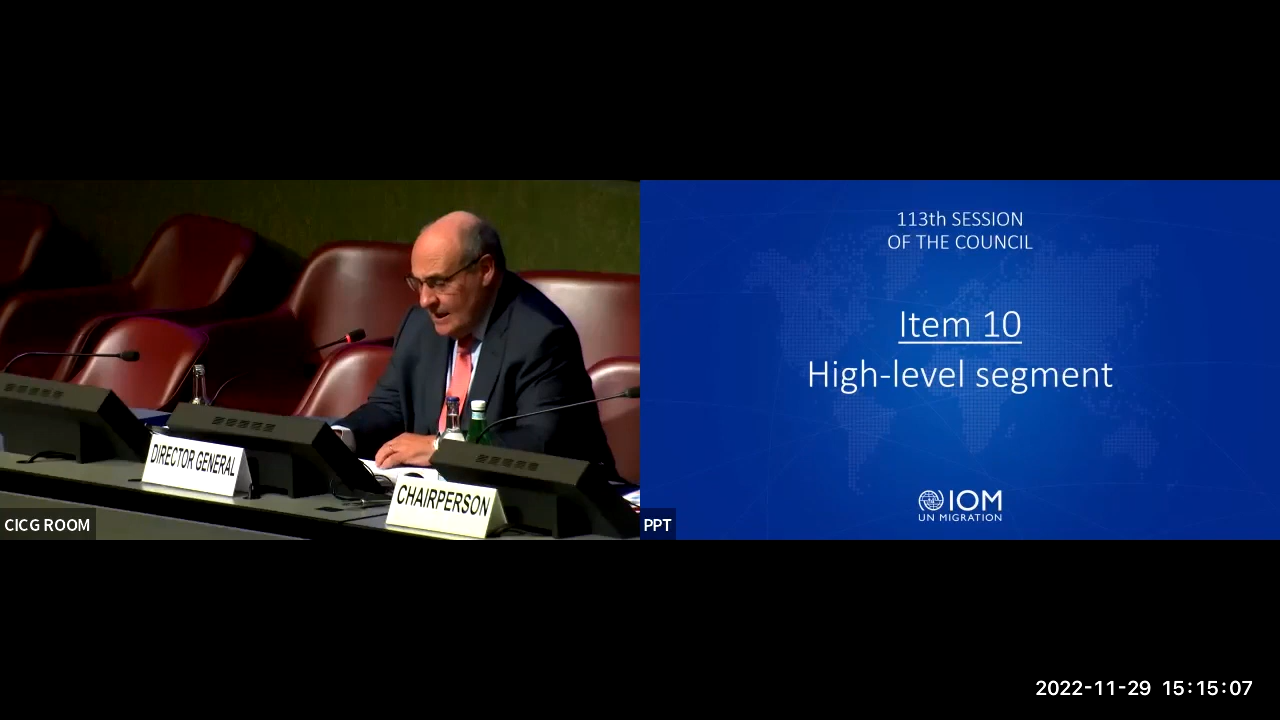 DIRECTOR GENERAL
CHAIRPERSON
CICG ROOM
113th SESSION
OF THE COUNCIL
Item 10
High-level segment
IOM
UN MIGRATION
PPT
2022-11-29 15:15:07